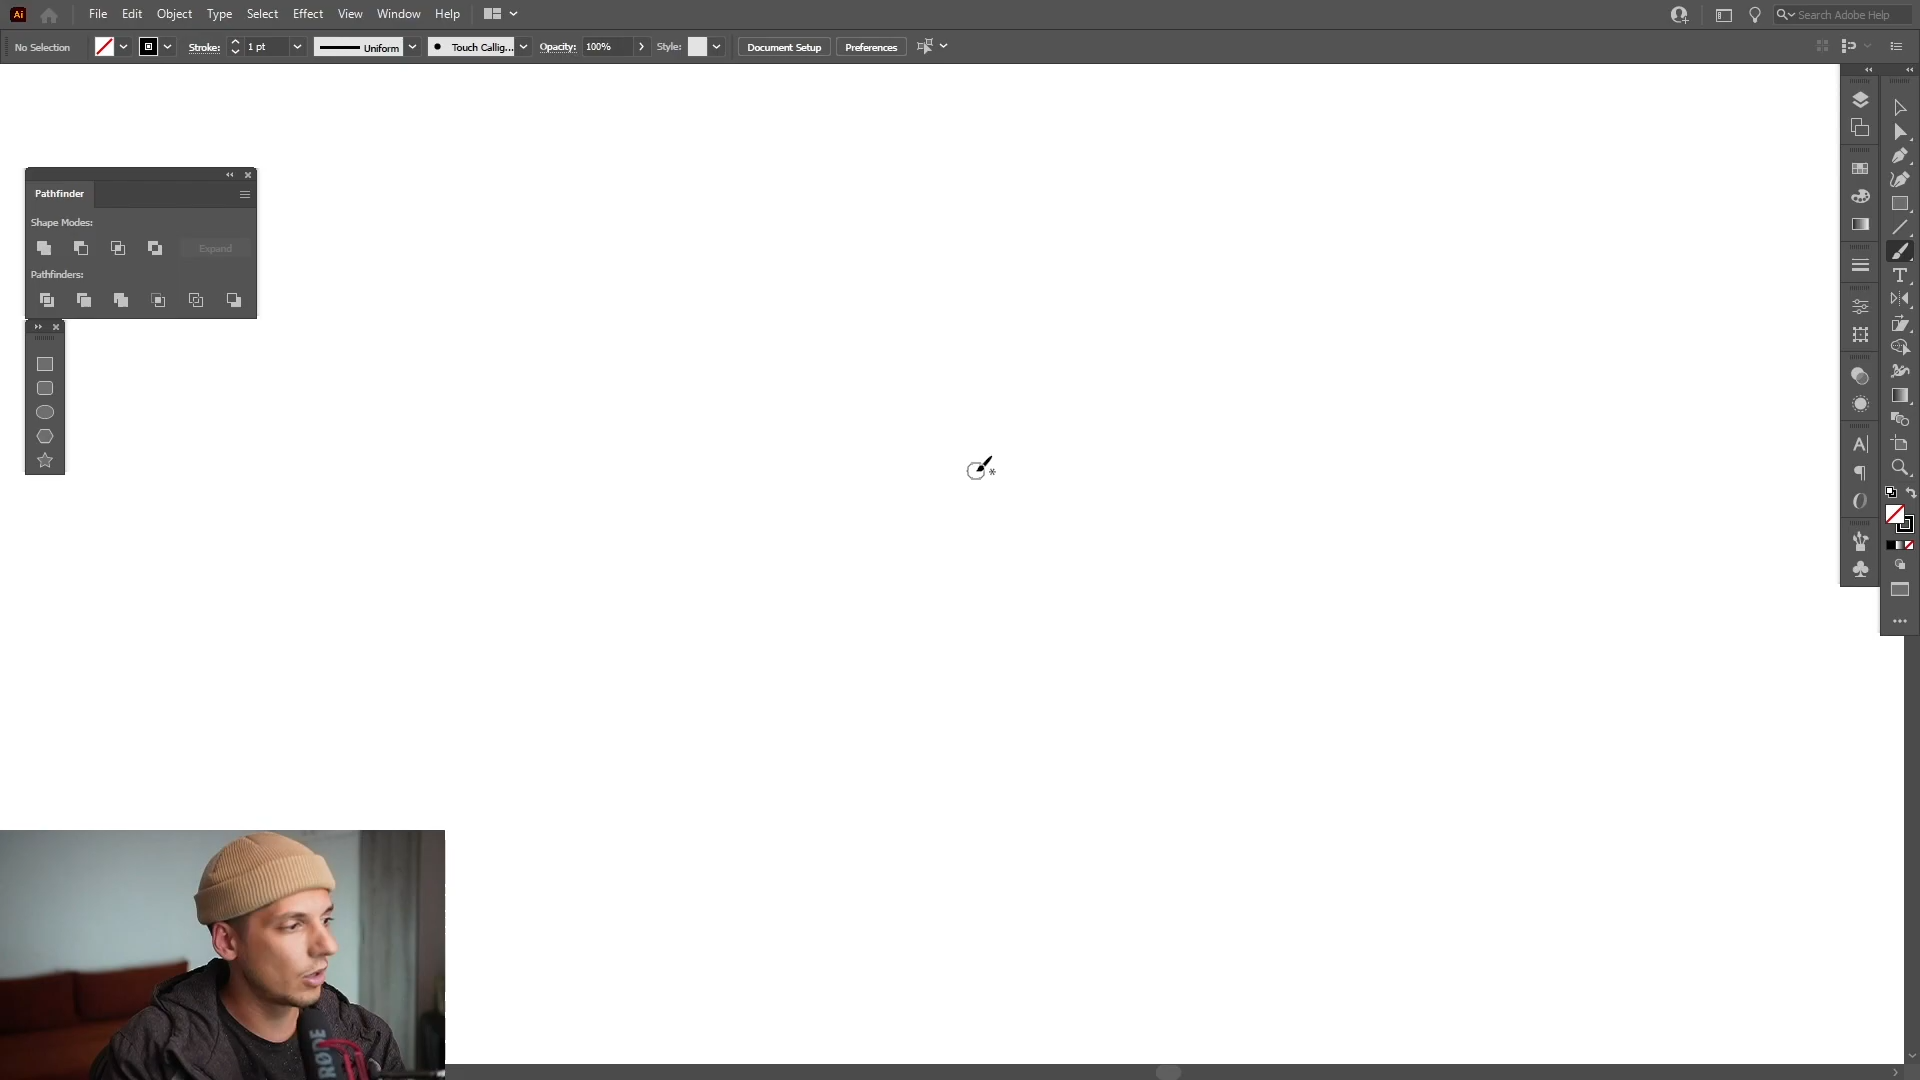 Ai File Edit Object Type Select Effect View Window Help Search Adobe Help
No Selection Stroke: 1 pt Uniform Touch Callig... Opacity: 100% Style: Document Setup Preferences
Pathfinder
Shape Modes:
Expand
Pathfinders:
RØDE